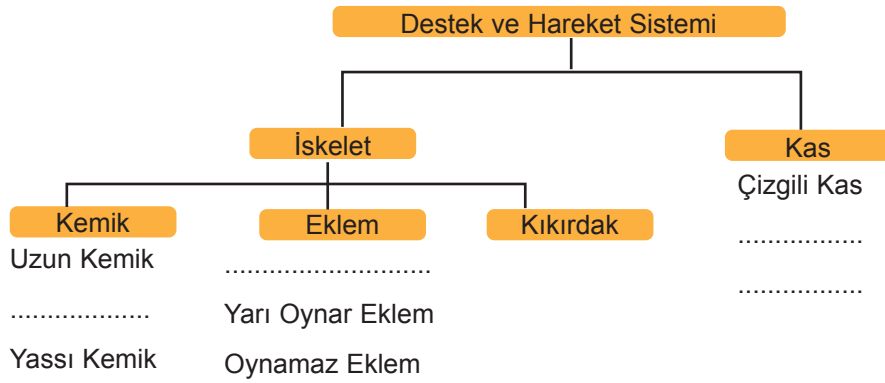 Destek ve Hareket Sistemi
İskelet
Kas
Çizgili Kas
.................
.................
Kemik
Eklem
Kıkırdak
Uzun Kemik
...................
Yassı Kemik
............................
Yarı Oynar Eklem
Oynamaz Eklem